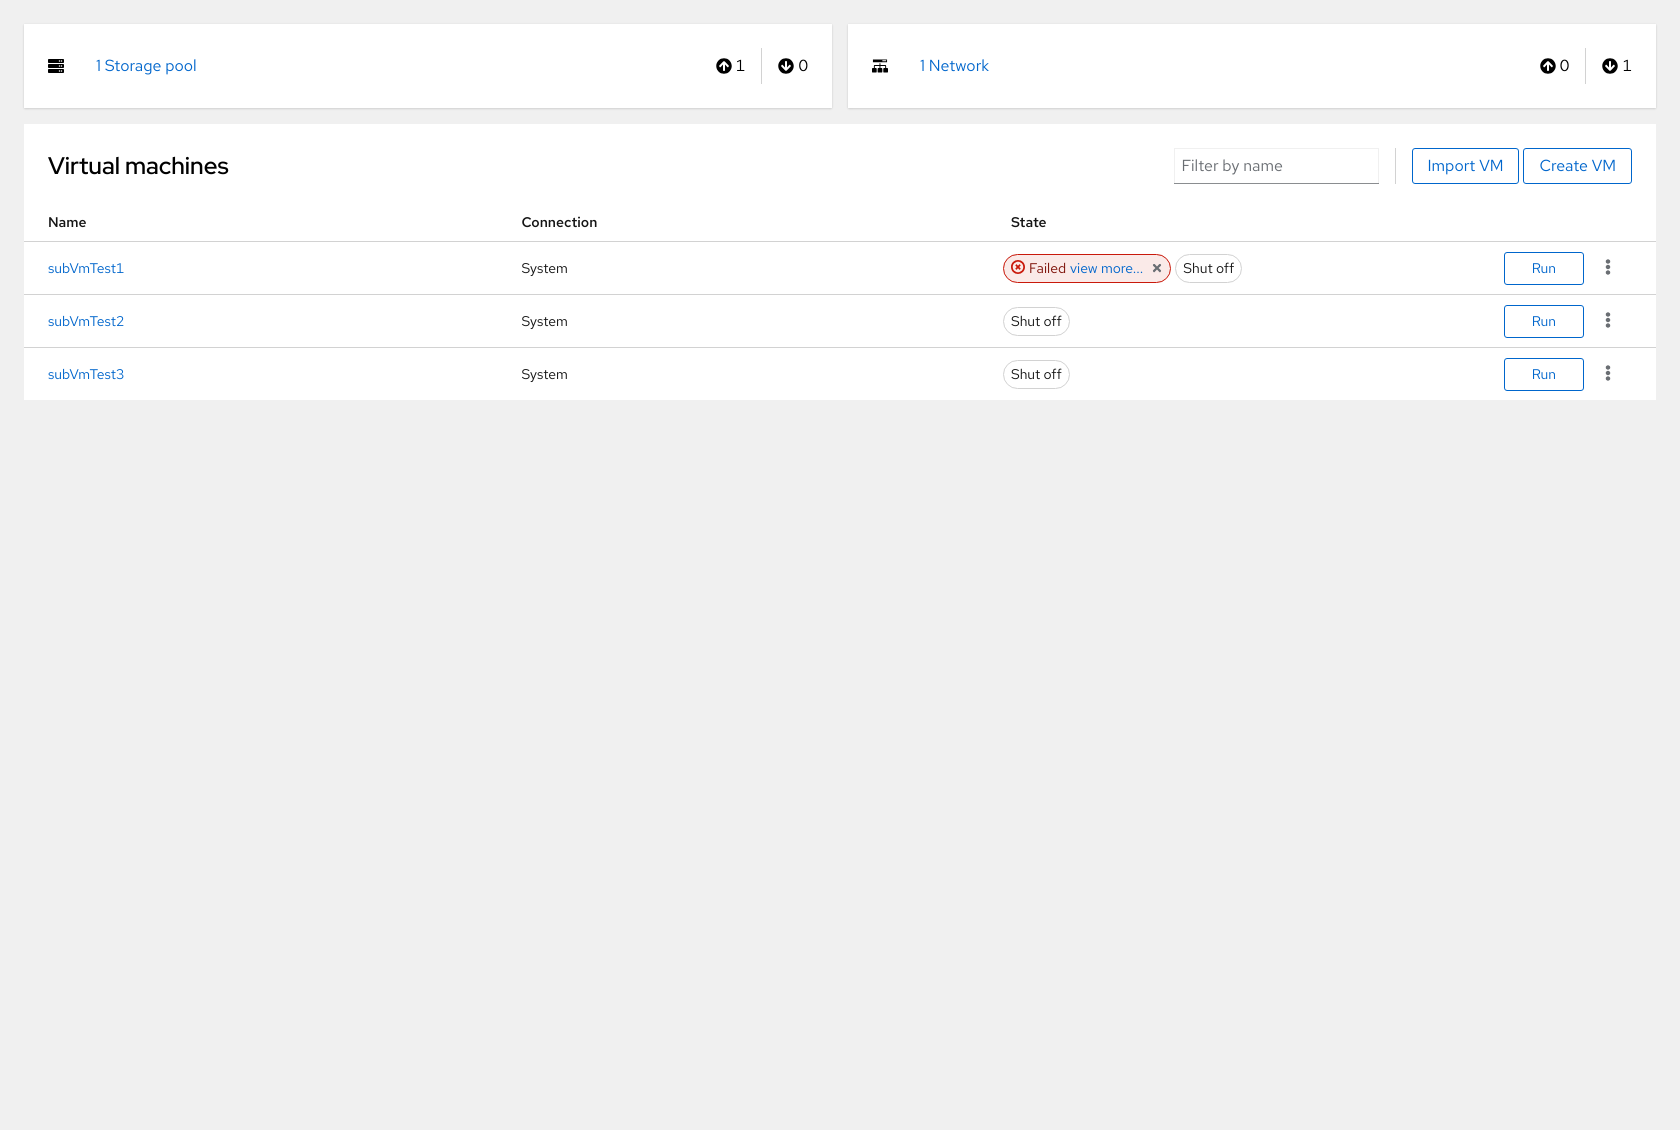 1 Storage pool 1 0 1 Network 0 1
Virtual machines Filter by name Import VM Create VM
Name Connection State
subVmTest1 System Failed view more... Shut off Run
subVmTest2 System Shut off Run
subVmTest3 System Shut off Run